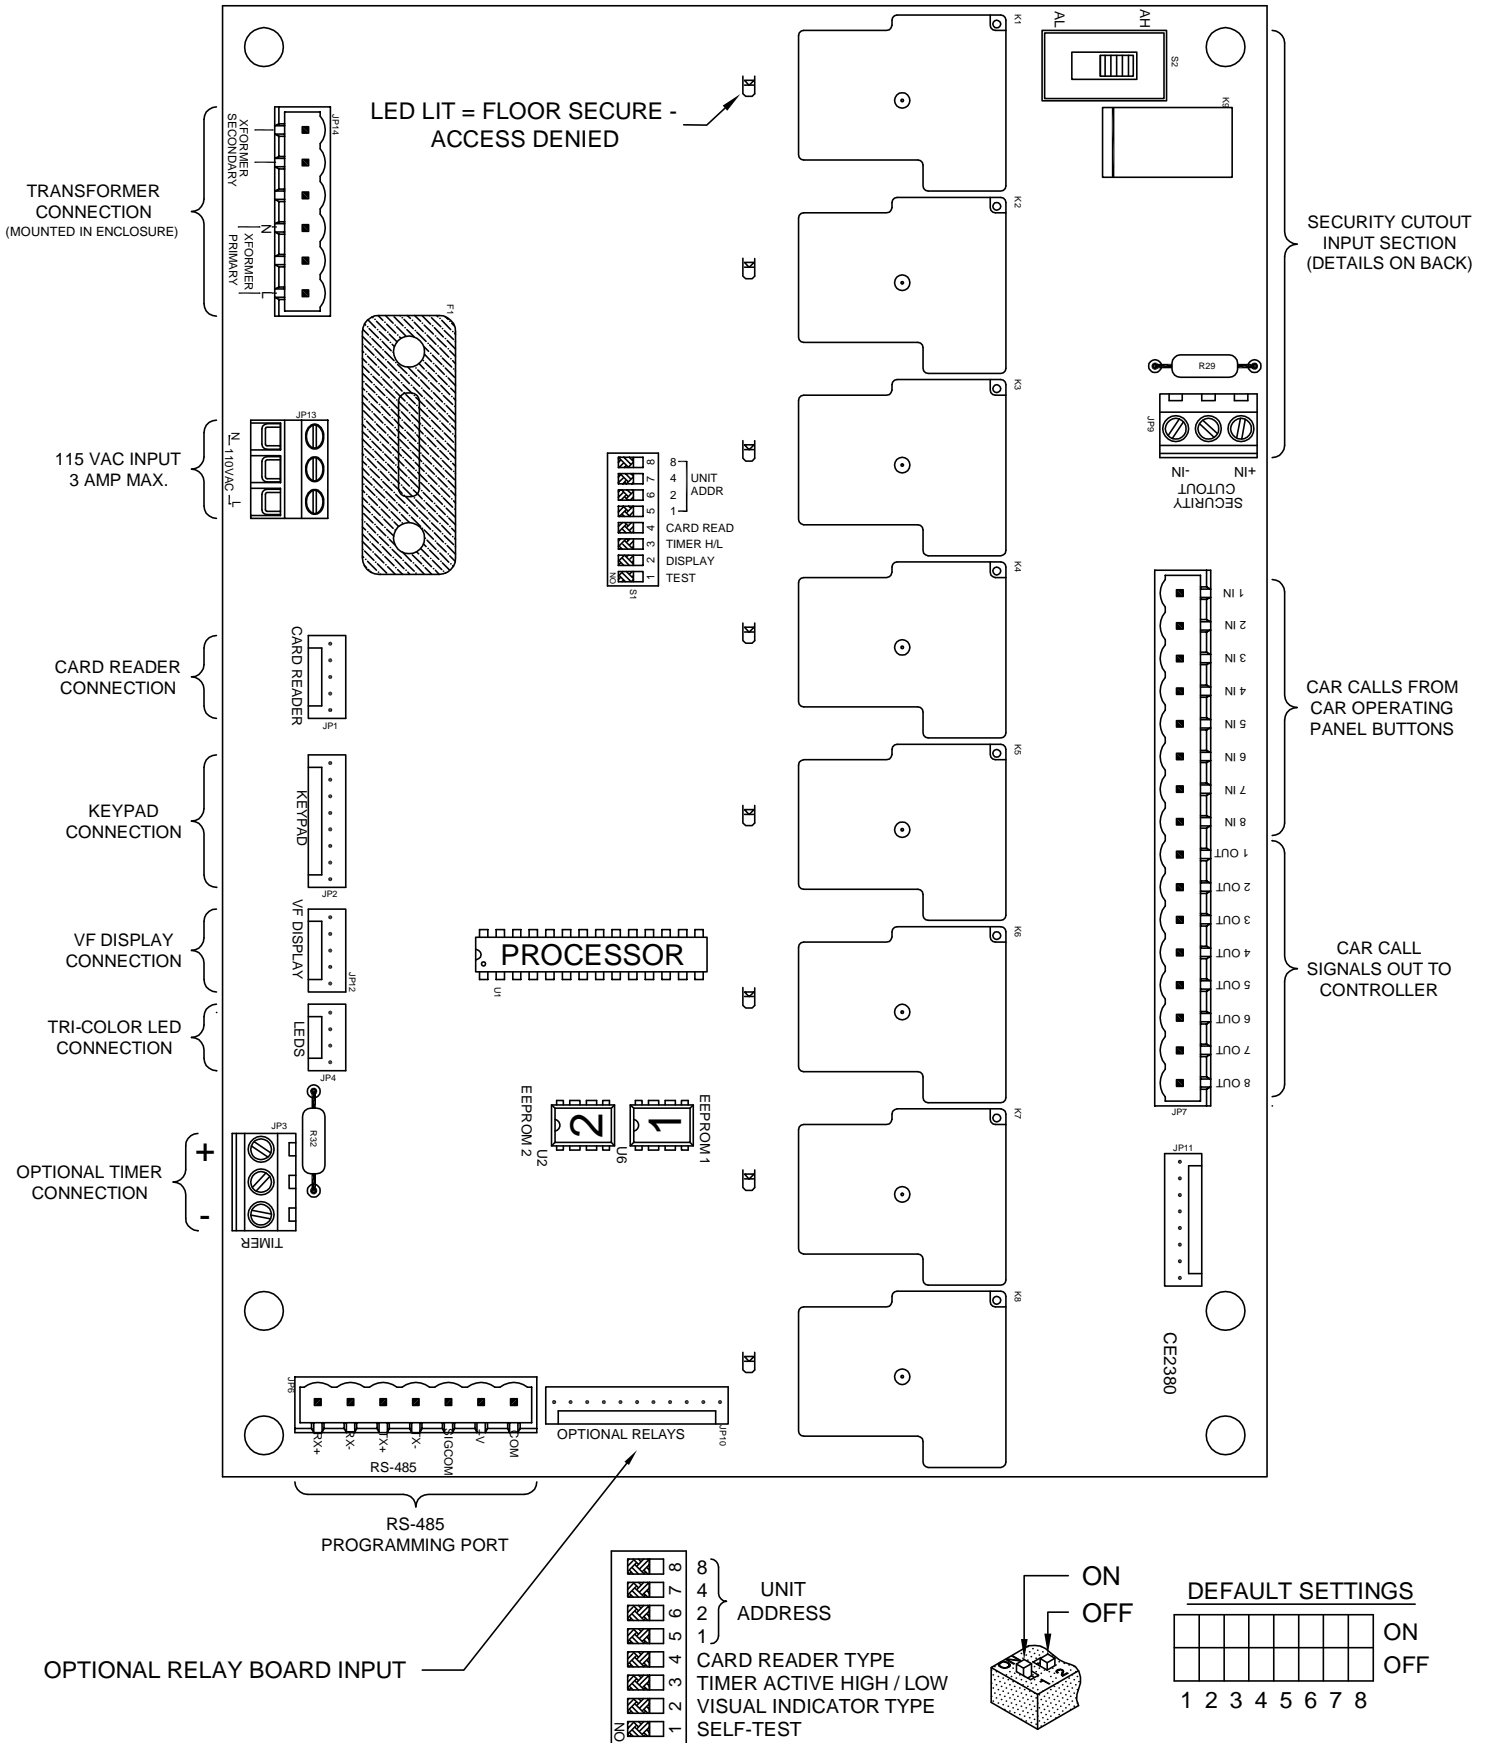 K1
AL
AH
S2
K9
LED LIT = FLOOR SECURE -
ACCESS DENIED
JP14
XFORMER
SECONDARY
N
XFORMER
PRIMARY
L
TRANSFORMER
CONNECTION
(MOUNTED IN ENCLOSURE)
K2
SECURITY CUTOUT
INPUT SECTION
(DETAILS ON BACK)
F1
R29
K3
JP13
N
110VAC
L
115 VAC INPUT
3 AMP MAX.
JP9
-IN
+IN
SECURITY
CUTOUT
8 8
7 4
6 2
5 1
UNIT
ADDR
4 CARD READ
3 TIMER H/L
2 DISPLAY
1 TEST
ON
S1
K4
1 IN
2 IN
3 IN
4 IN
5 IN
6 IN
7 IN
8 IN
CAR CALLS FROM
CAR OPERATING
PANEL BUTTONS
CARD READER
CONNECTION
CARD READER
JP1
K5
KEYPAD
CONNECTION
KEYPAD
JP2
1 OUT
2 OUT
3 OUT
4 OUT
5 OUT
6 OUT
7 OUT
8 OUT
JP7
CAR CALL
SIGNALS OUT TO
CONTROLLER
VF DISPLAY
CONNECTION
VF DISPLAY
JP12
PROCESSOR
U1
K6
TRI-COLOR LED
CONNECTION
LEDS
JP4
EEPROM 2
U2
2
U6
1
EEPROM 1
K7
JP3
R32
OPTIONAL TIMER
CONNECTION
+
-
TIMER
JP11
K8
CE2380
JP6
RX+
RX-
TX+
TX-
SIGCOM
+V
COM
RS-485
OPTIONAL RELAYS
JP10
RS-485
PROGRAMMING PORT
OPTIONAL RELAY BOARD INPUT
8 8
7 4
6 2
5 1
UNIT
ADDRESS
4 CARD READER TYPE
3 TIMER ACTIVE HIGH / LOW
2 VISUAL INDICATOR TYPE
1 SELF-TEST
ON
ON
OFF
ON
1 2
DEFAULT SETTINGS
ON
OFF
1 2 3 4 5 6 7 8